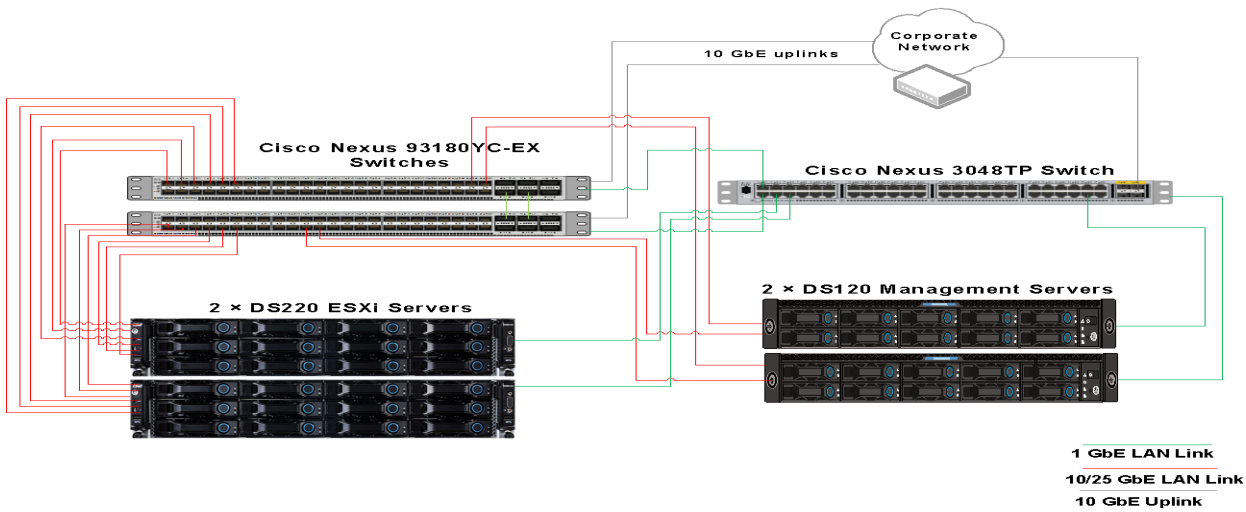 Corporate
Network
10 GbE uplinks
Cisco Nexus 93180YC-EX
Switches
Cisco Nexus 3048TP Switch
2 × DS220 ESXi Servers
2 × DS120 Management Servers
1 GbE LAN Link
10/25 GbE LAN Link
10 GbE Uplink